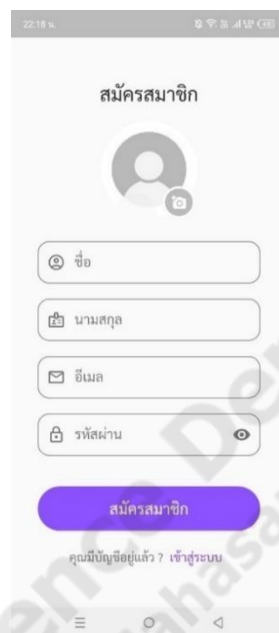 22:18 น.
สมัครสมาชิก
ชื่อ
นามสกุล
อีเมล
รหัสผ่าน
สมัครสมาชิก
คุณมีบัญชีอยู่แล้ว ? เข้าสู่ระบบ